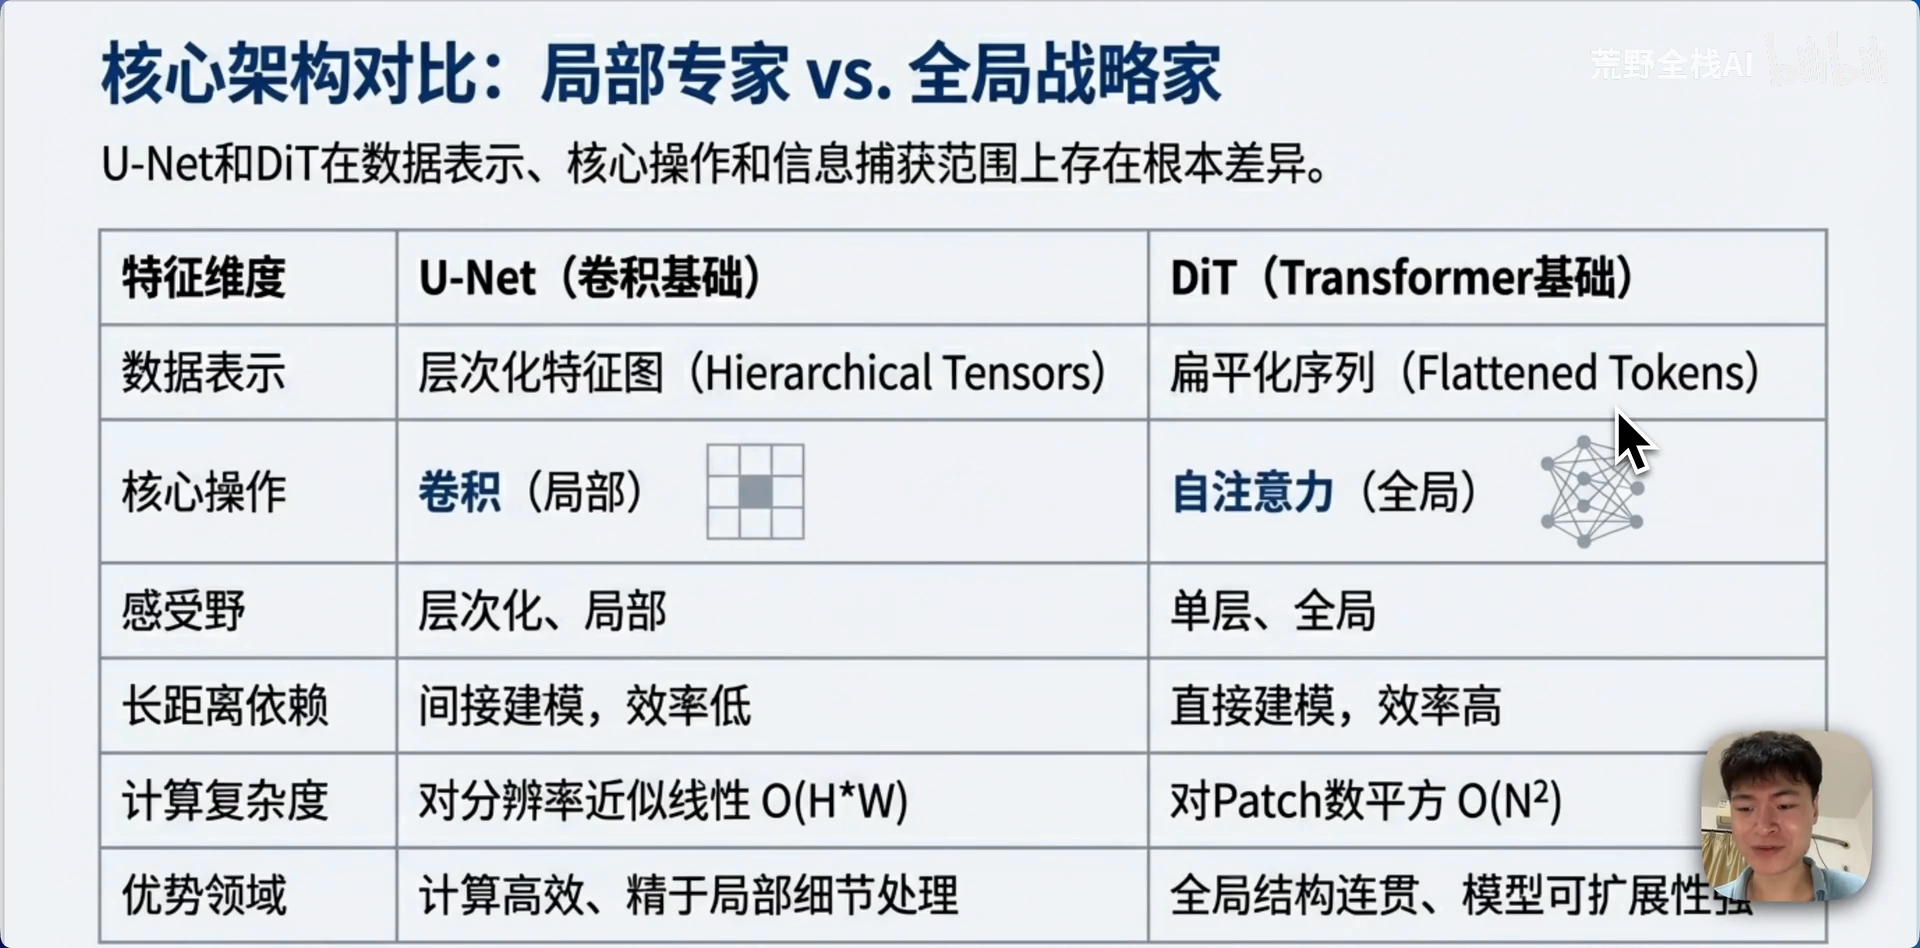 核心架构对比：局部专家 vs. 全局战略家
荒野全栈AI bilibili
U-Net和DiT在数据表示、核心操作和信息捕获范围上存在根本差异。
特征维度 U-Net（卷积基础） DiT（Transformer基础）
数据表示 层次化特征图（Hierarchical Tensors） 扁平化序列（Flattened Tokens）
核心操作 卷积（局部） 自注意力（全局）
感受野 层次化、局部 单层、全局
长距离依赖 间接建模，效率低 直接建模，效率高
计算复杂度 对分辨率近似线性 O(H*W) 对Patch数平方 O(N²)
优势领域 计算高效、精于局部细节处理 全局结构连贯、模型可扩展性强